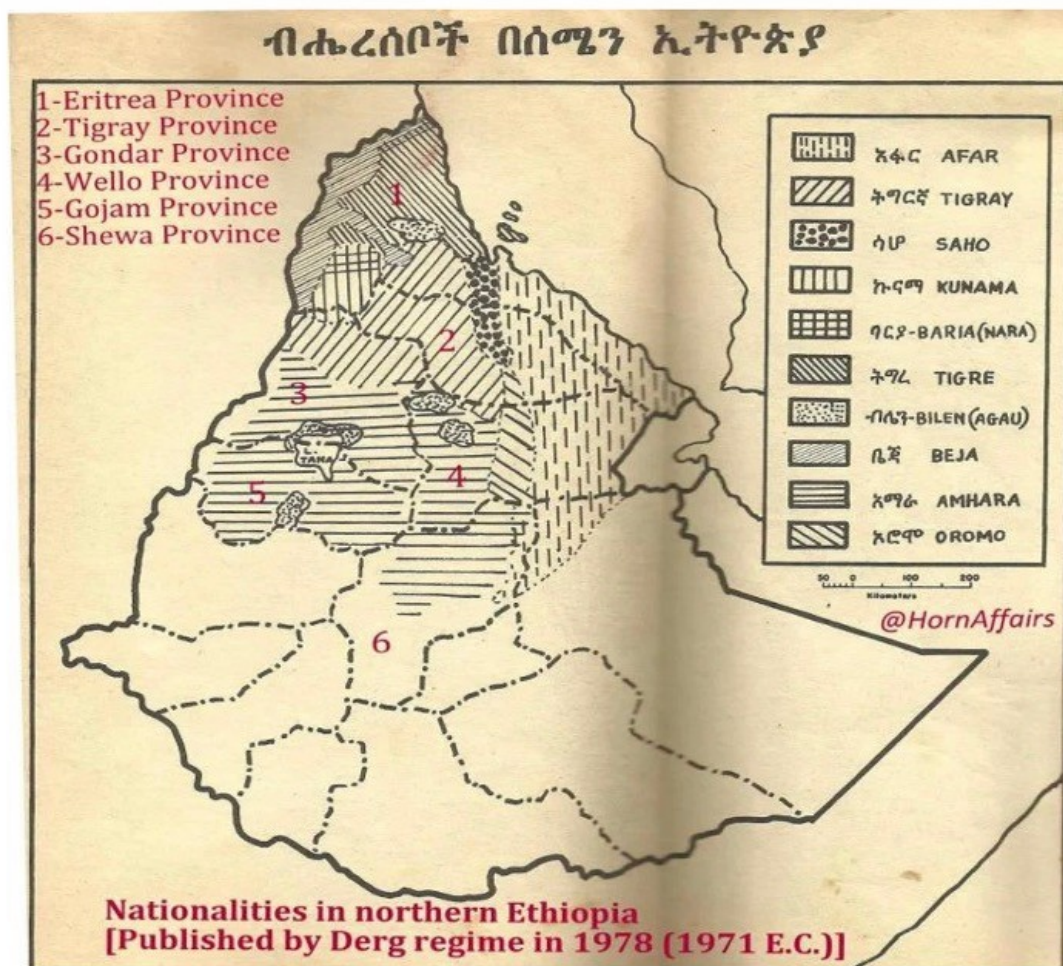 ብሔረሰቦች በሰሜን ኢትዮጵያ
1-Eritrea Province
2-Tigray Province
3-Gondar Province
4-Wello Province
5-Gojam Province
6-Shewa Province
አፋር AFAR
ትግርኛ TIGRAY
ሳሆ SAHO
ኩናማ KUNAMA
ባርያ-BARIA(NARA)
ትግረ TIGRE
ብሌን-BILEN(AGAU)
ቤጃ BEJA
አማራ AMHARA
ኦሮሞ OROMO
50 0 100 200
Kilometers
@HornAffairs
1
2
3
TANA
4
5
6
Nationalities in northern Ethiopia
[Published by Derg regime in 1978 (1971 E.C.)]